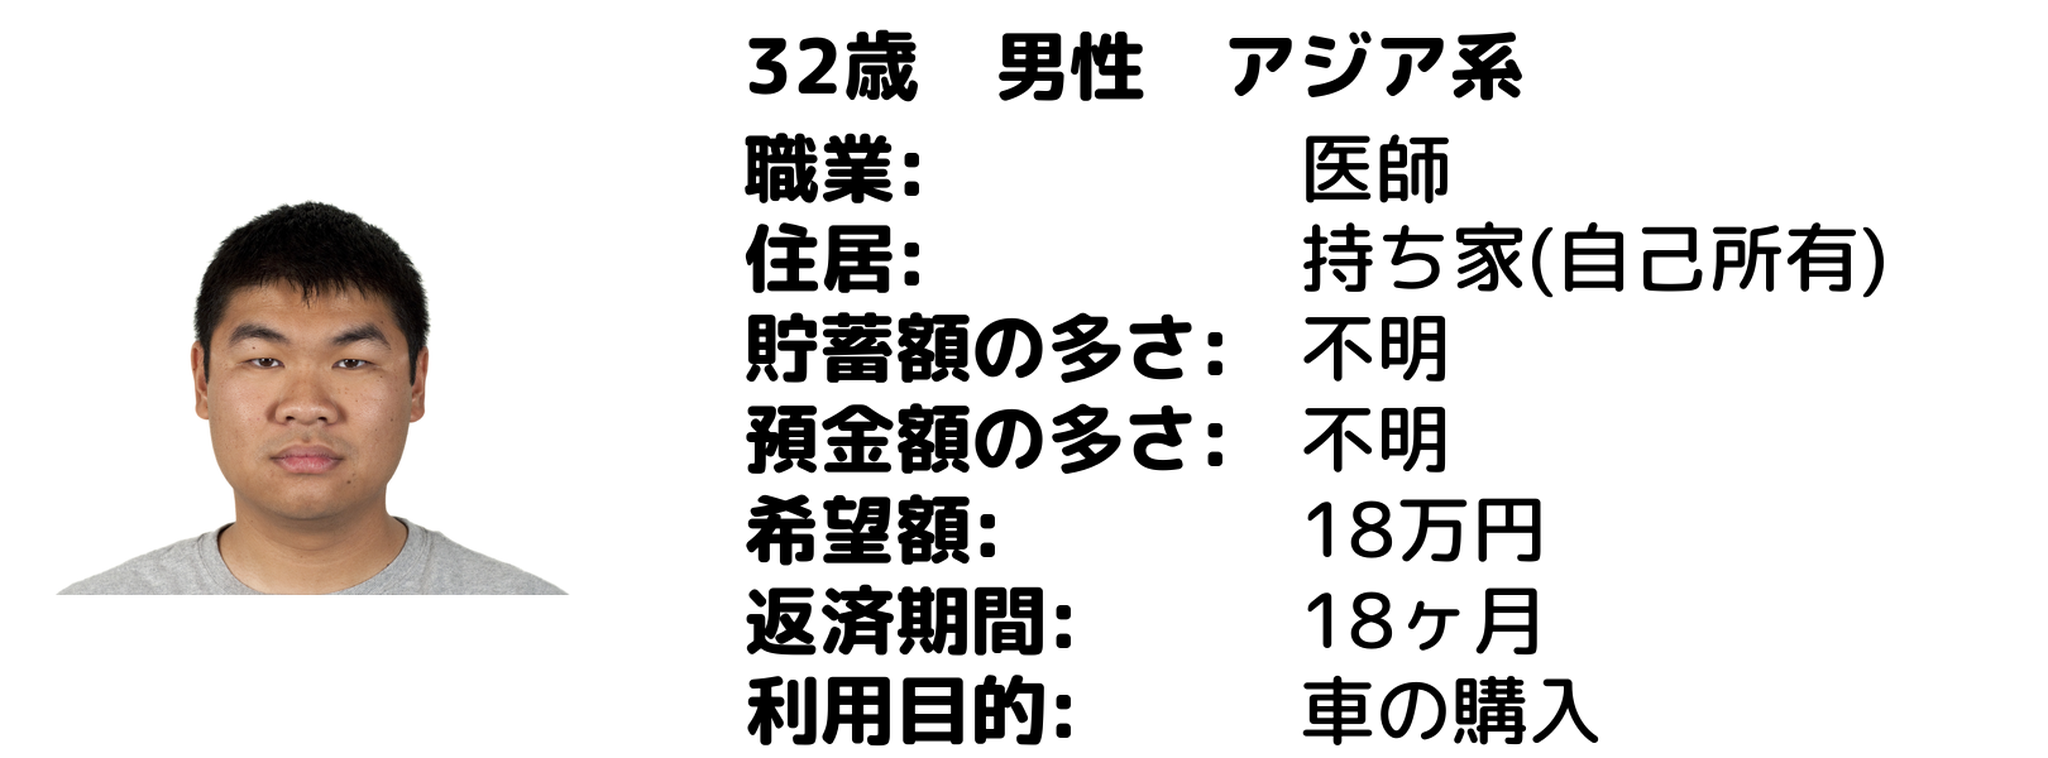 32歳　男性　アジア系
職業:　医師
住居:　持ち家(自己所有)
貯蓄額の多さ:　不明
預金額の多さ:　不明
希望額:　18万円
返済期間:　18ヶ月
利用目的:　車の購入